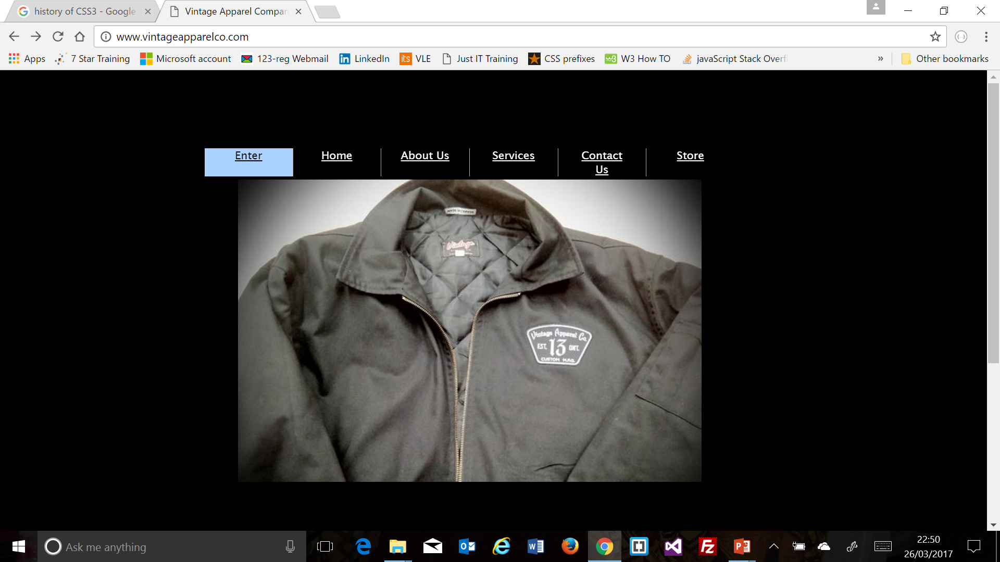 history of CSS3 - Google
Vintage Apparel Compan
www.vintageapparelco.com
Apps 7 Star Training Microsoft account 123-reg Webmail LinkedIn its VLE Just IT Training CSS prefixes W3 How TO javaScript Stack Overf » Other bookmarks
Enter Home About Us Services Contact Us Store
Vintage
Vintage Apparel Co.
EST. 13 ONT.
CUSTOM M.F.G.
Ask me anything
22:50
26/03/2017